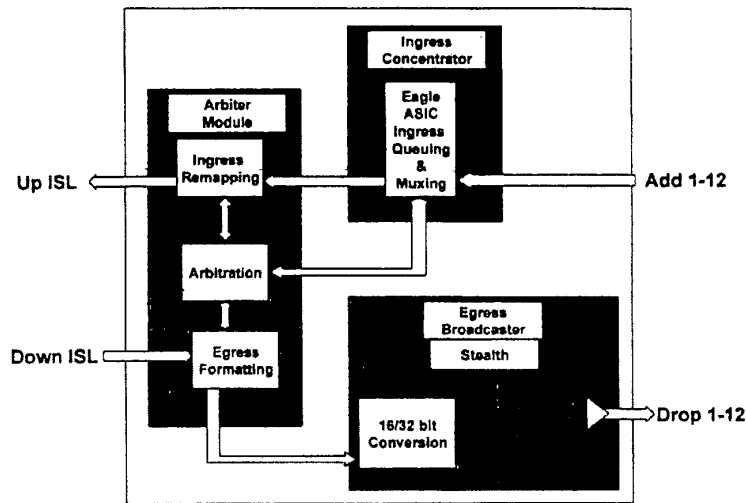 Ingress
Concentrator
Arbiter
Module
Eagle
ASIC
Ingress
Queuing
&
Muxing
Ingress
Remapping
Up ISL
Add 1-12
Arbitration
Egress
Broadcaster
Stealth
Down ISL
Egress
Formatting
16/32 bit
Conversion
Drop 1-12